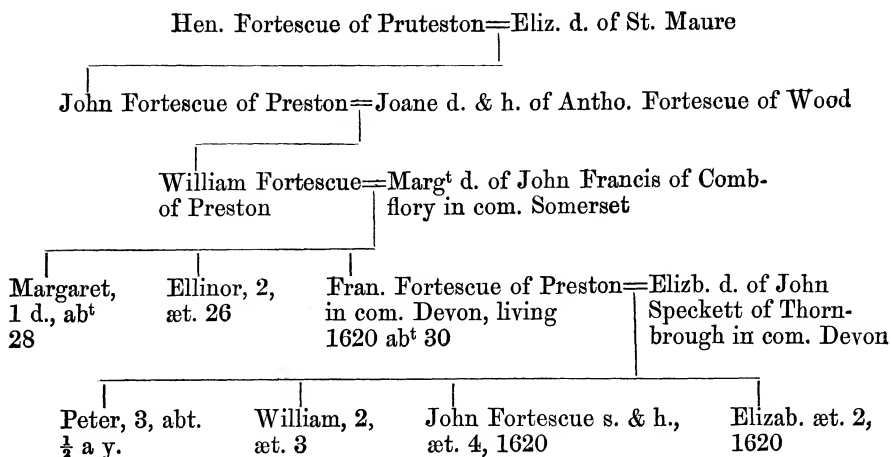 Hen. Fortescue of Pruteston=Eliz. d. of St. Maure
John Fortescue of Preston=Joane d. & h. of Antho. Fortescue of Wood
William Fortescue=Margᵗ d. of John Francis of Comb-
of Preston
flory in com. Somerset
Margaret,
1 d., abᵗ
28
Ellinor, 2,
æt. 26
Fran. Fortescue of Preston=Elizb. d. of John
in com. Devon, living
1620 abᵗ 30
Speckett of Thorn-
brough in com. Devon
Peter, 3, abt.
½ a y.
William, 2,
æt. 3
John Fortescue s. & h.,
æt. 4, 1620
Elizab. æt. 2,
1620